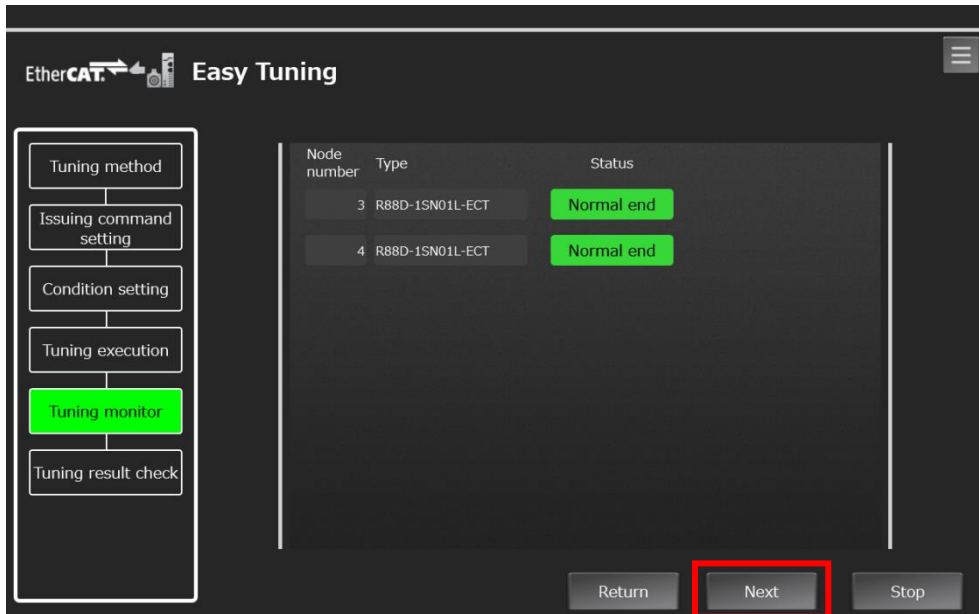 EtherCAT.
Easy Tuning
Tuning method
Issuing command
setting
Condition setting
Tuning execution
Tuning monitor
Tuning result check
Node
number
Type
Status
3 R88D-1SN01L-ECT Normal end
4 R88D-1SN01L-ECT Normal end
Return
Next
Stop